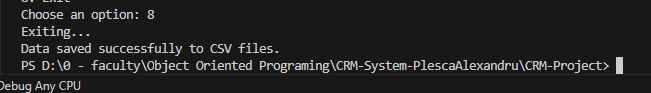 Choose an option: 8
Exiting...
Data saved successfully to CSV files.
PS D:\0 - faculty\Object Oriented Programing\CRM-System-PlescaAlexandru\CRM-Project>
Debug Any CPU